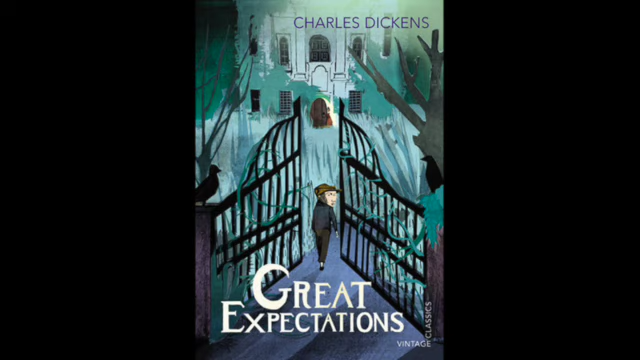 CHARLES DICKENS
GREAT
EXPECTATIONS
VINTAGE CLASSICS